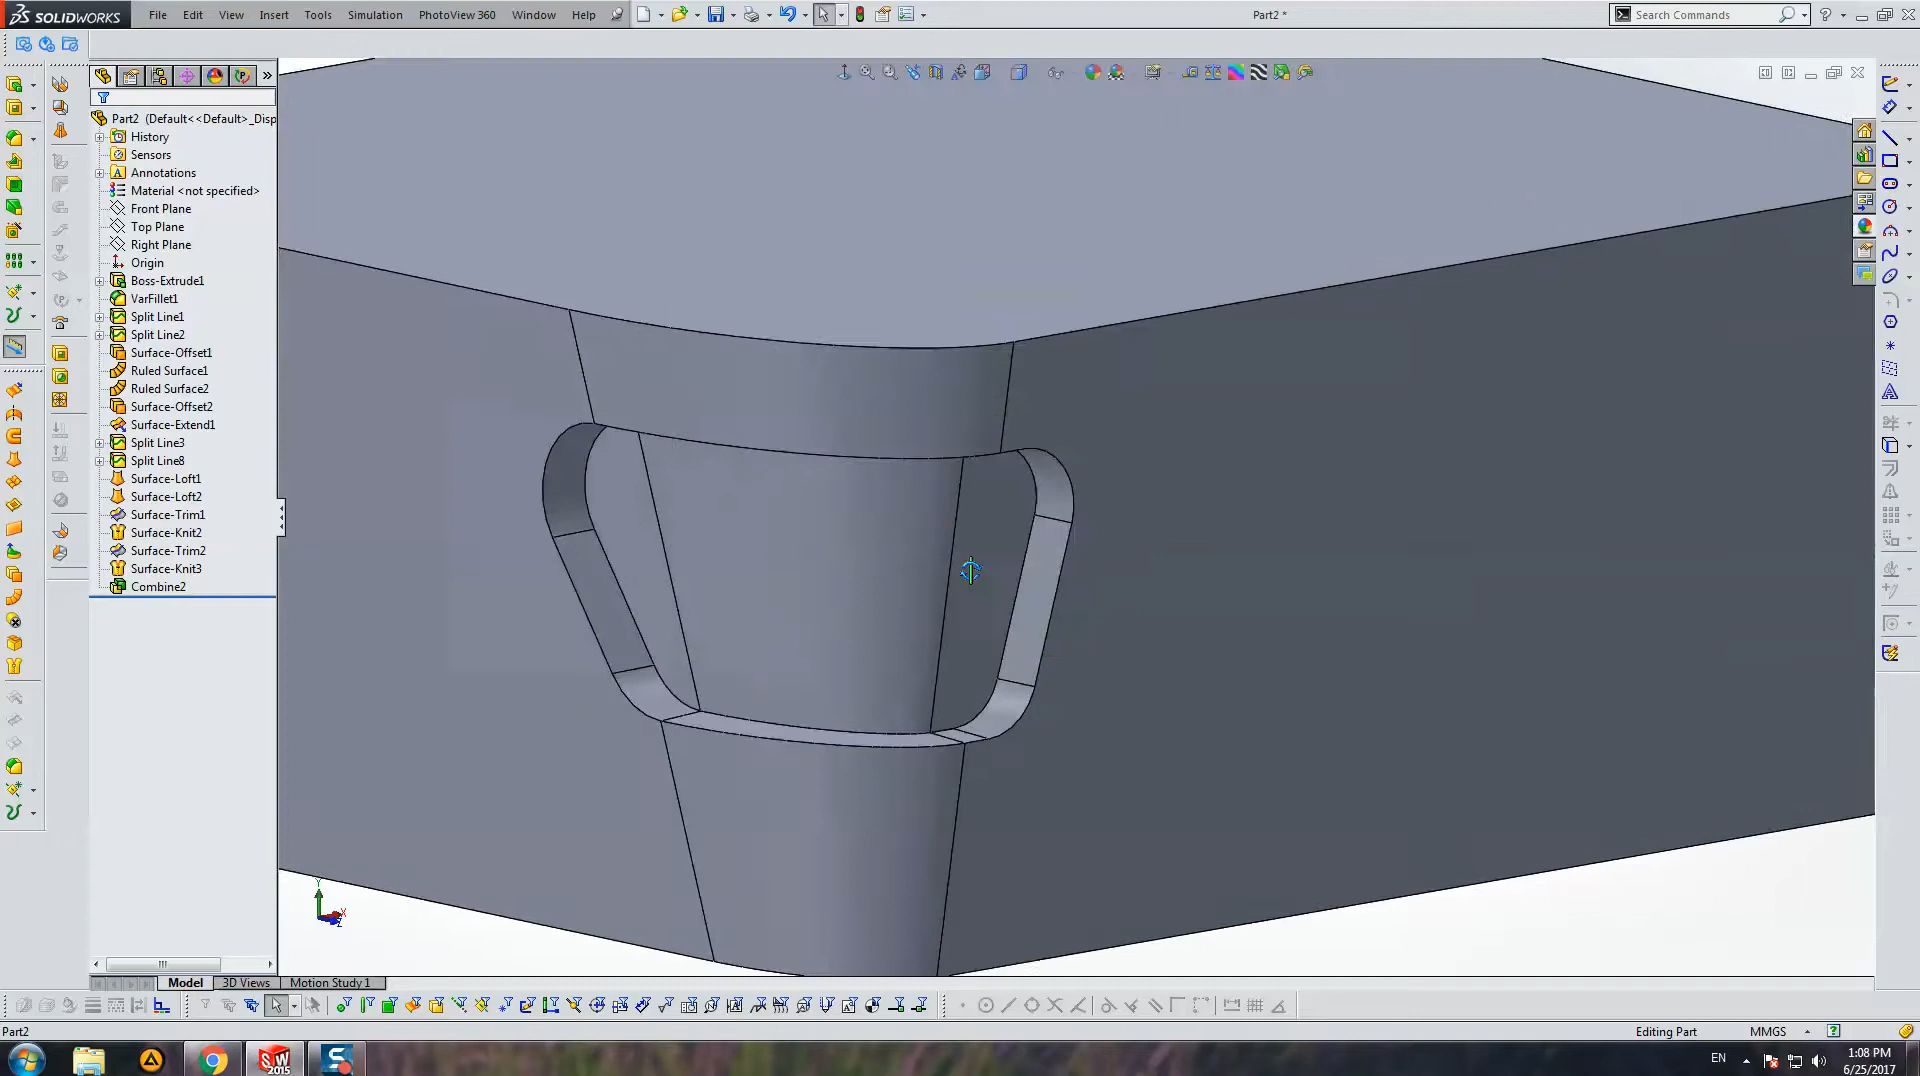 SOLIDWORKS File Edit View Insert Tools Simulation PhotoView 360 Window Help Part2 * Search Commands
Part2 (Default<<Default>_Disp
History
Sensors
Annotations
Material <not specified>
Front Plane
Top Plane
Right Plane
Origin
Boss-Extrude1
VarFillet1
Split Line1
Split Line2
Surface-Offset1
Ruled Surface1
Ruled Surface2
Surface-Offset2
Surface-Extend1
Split Line3
Split Line8
Surface-Loft1
Surface-Loft2
Surface-Trim1
Surface-Knit2
Surface-Trim2
Surface-Knit3
Combine2
Y
X
Z
Model 3D Views Motion Study 1
Part2 Editing Part MMGS
SW 2015 S EN 1:08 PM
6/25/2017